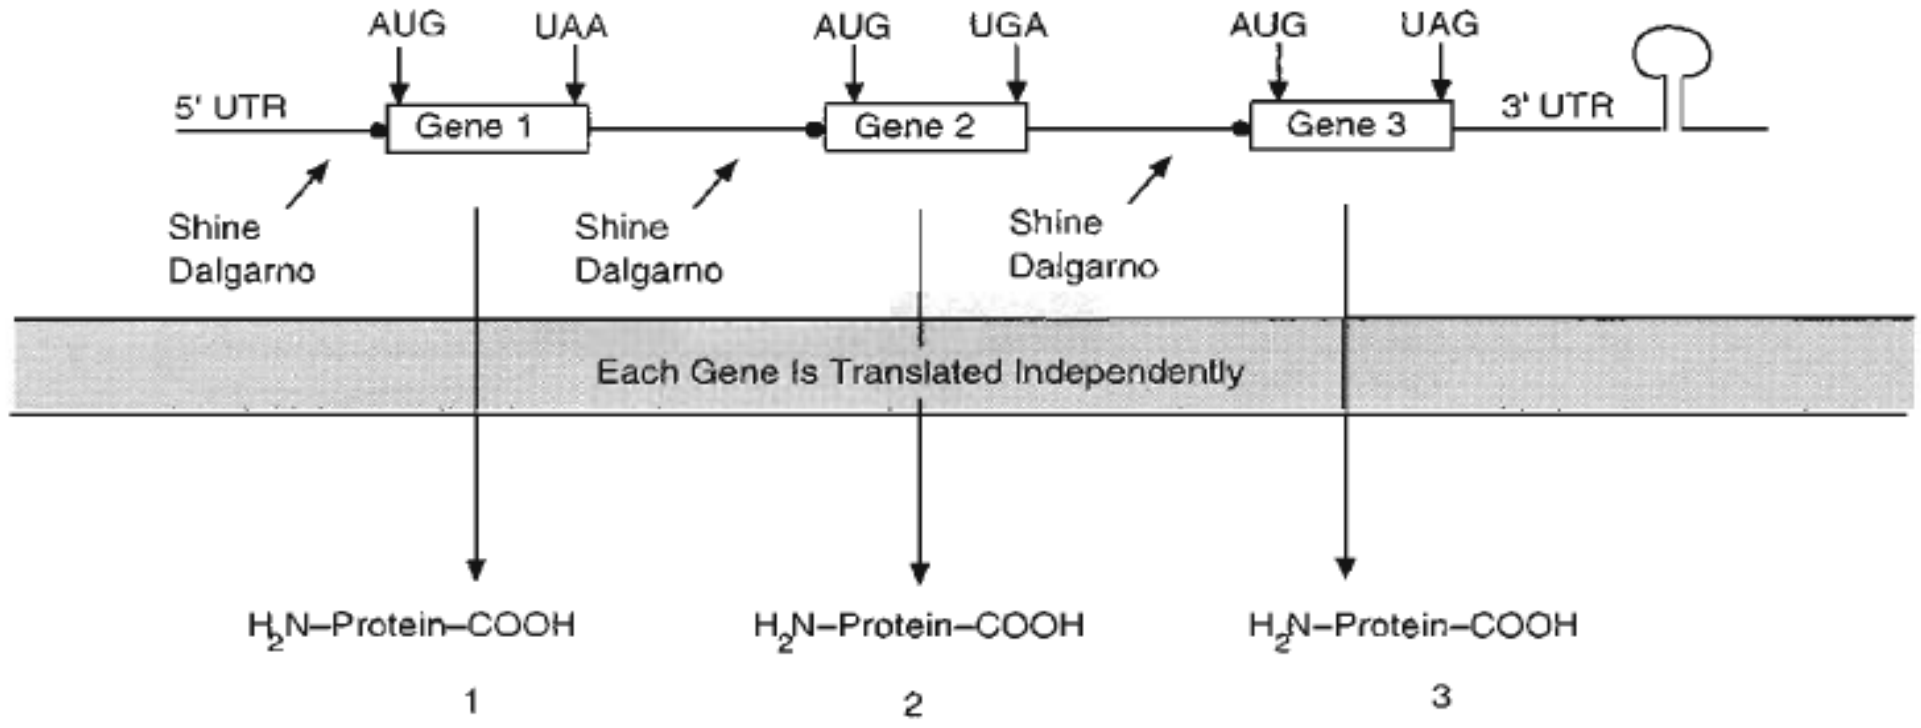 AUG UAA AUG UGA AUG UAG
5' UTR Gene 1 Gene 2 Gene 3 3' UTR
Shine Shine Shine
Dalgarno Dalgarno Dalgarno
Each Gene Is Translated Independently
H2N–Protein–COOH H2N–Protein–COOH H2N–Protein–COOH
1 2 3